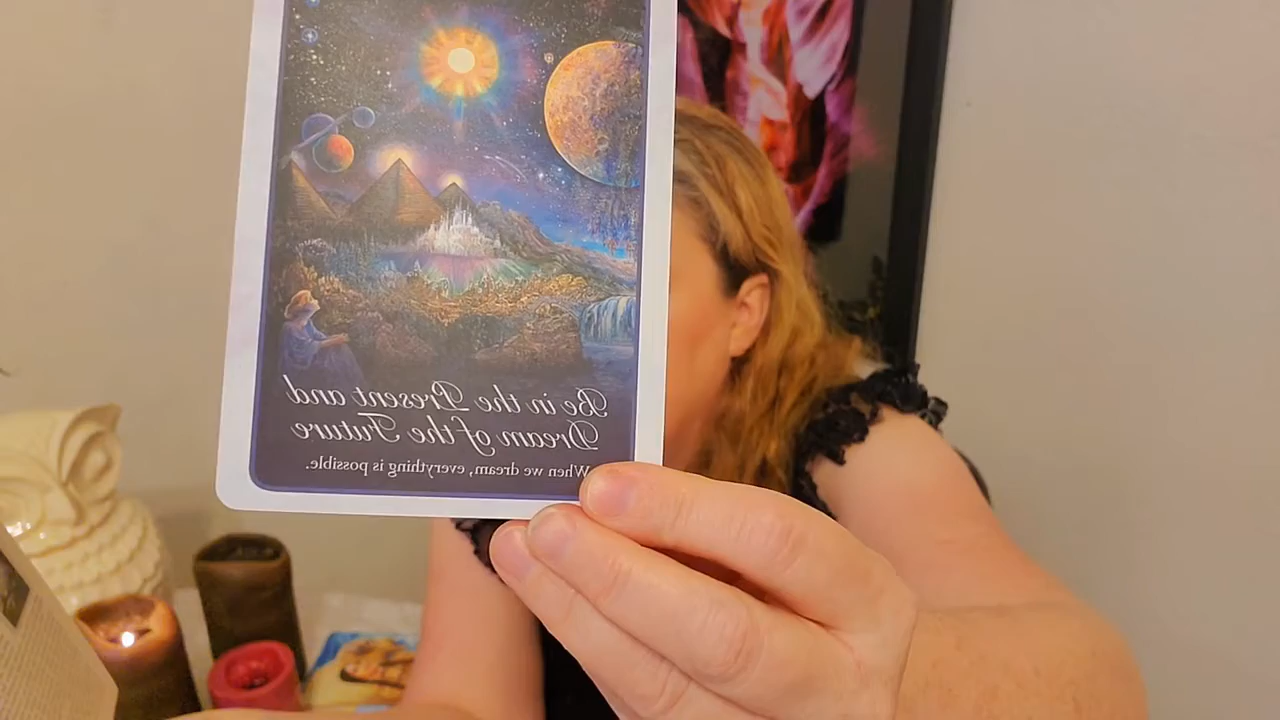 Be in the Present and
Dream of the Future
When we dream, everything is possible.